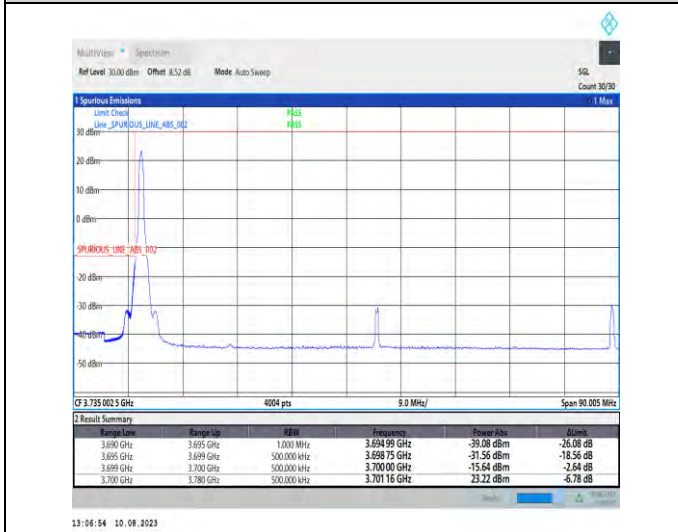 MultiView Spectrum
Ref Level 30.00 dBm Offset 8.52 dB Mode Auto Sweep SGL
Count 30/30
1 Spurious Emissions 1 Max
Limit Check PASS
Line _SPURIOUS_LINE_ABS_002 PASS
30 dBm
20 dBm
10 dBm
0 dBm
SPURIOUS_LINE_ABS_002
-20 dBm
-30 dBm
-40 dBm
-50 dBm
CF 3.735 002 5 GHz 4004 pts 9.0 MHz/ Span 90.005 MHz
2 Result Summary
Range Low Range Up RBW Frequency Power Abs ΔLimit
3.690 GHz 3.695 GHz 1.000 MHz 3.694 99 GHz -39.08 dBm -26.08 dB
3.695 GHz 3.699 GHz 500.000 kHz 3.698 75 GHz -31.56 dBm -18.56 dB
3.699 GHz 3.700 GHz 500.000 kHz 3.700 00 GHz -15.64 dBm -2.64 dB
3.700 GHz 3.780 GHz 500.000 kHz 3.701 16 GHz 23.22 dBm -6.78 dB
13:06:54 10.08.2023